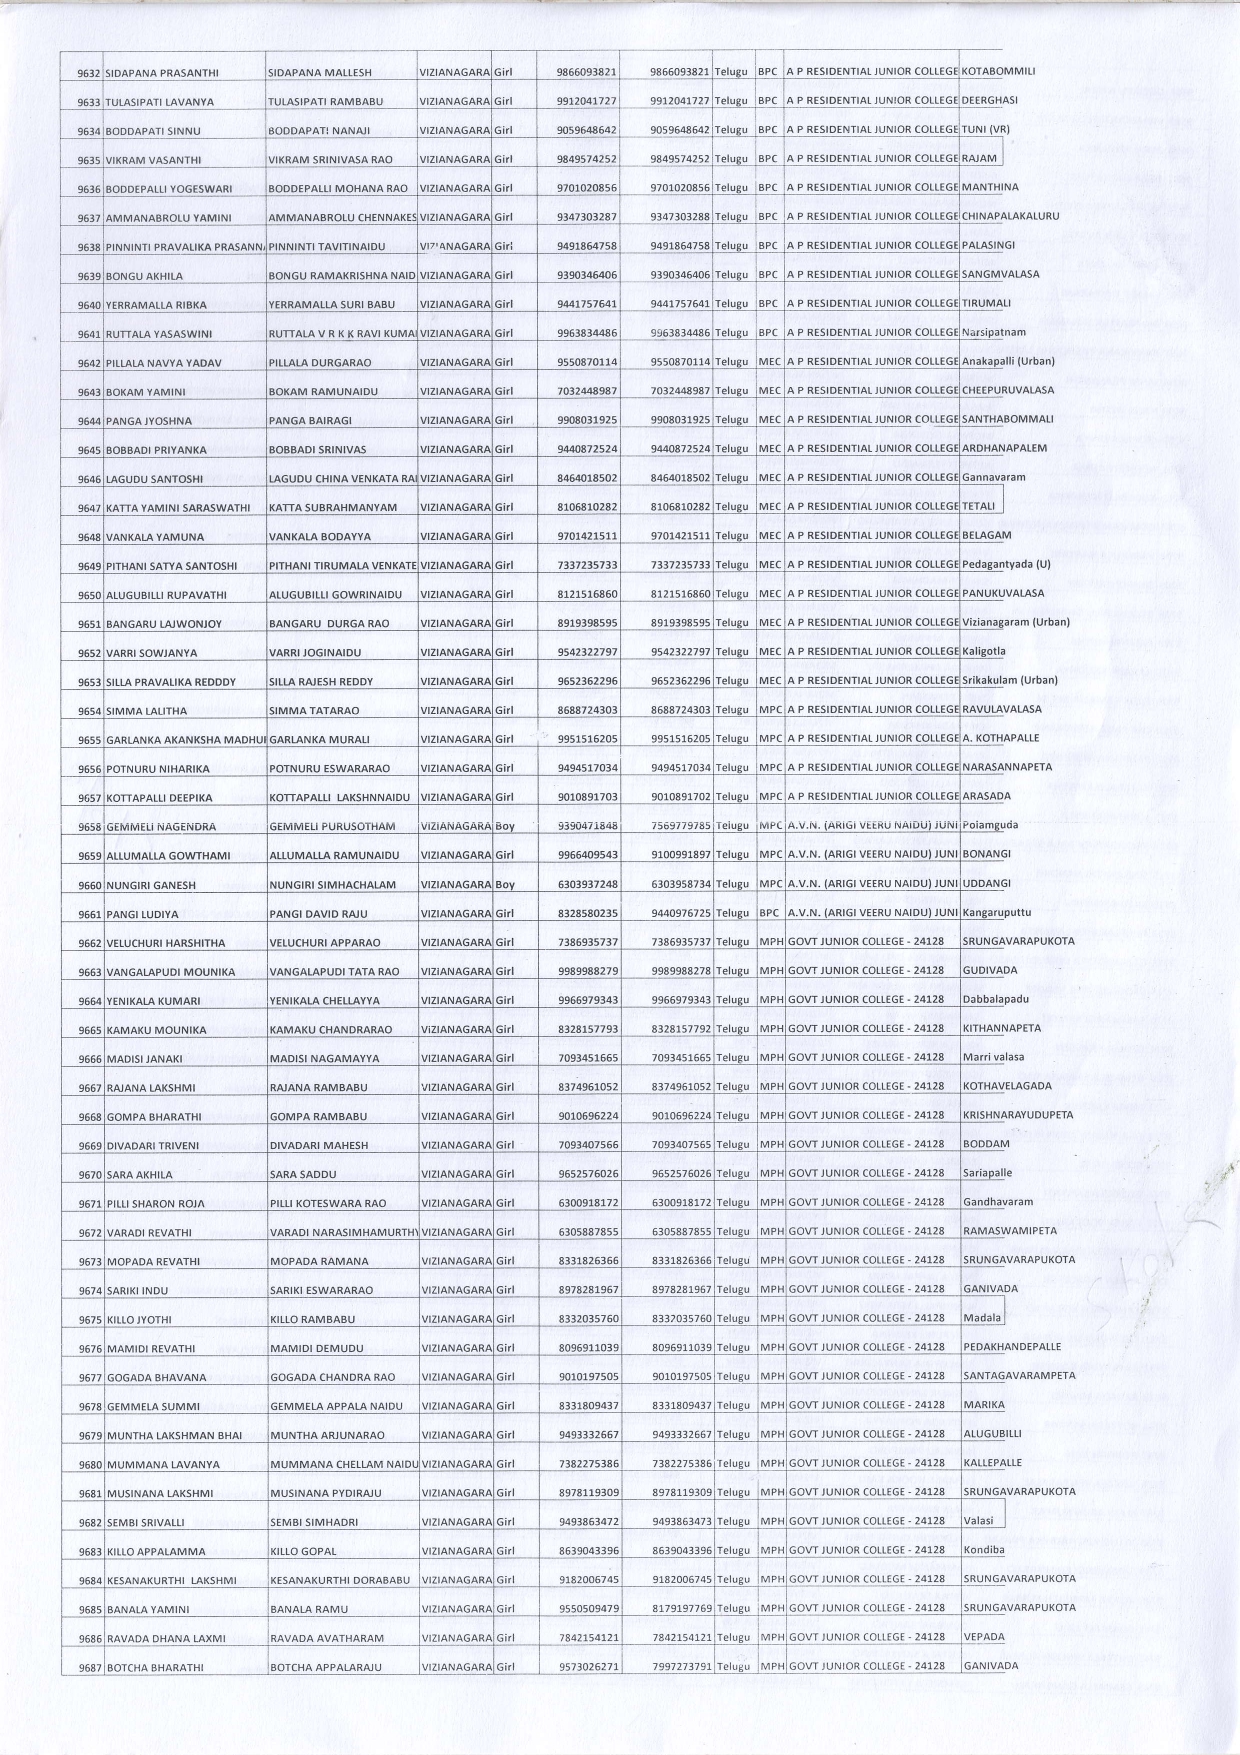 9632 SIDAPANA PRASANTHI SIDAPANA MALLESH VIZIANAGARA Girl 9866093821 9866093821 Telugu BPC A P RESIDENTIAL JUNIOR COLLEGE KOTABOMMILI
9633 TULASIPATI LAVANYA TULASIPATI RAMBABU VIZIANAGARA Girl 9912041727 9912041727 Telugu BPC A P RESIDENTIAL JUNIOR COLLEGE DEERGHASI
9634 BODDAPATI SINNU BODDAPATI NANAJI VIZIANAGARA Girl 9059648642 9059648642 Telugu BPC A P RESIDENTIAL JUNIOR COLLEGE TUNI (VR)
9635 VIKRAM VASANTHI VIKRAM SRINIVASA RAO VIZIANAGARA Girl 9849574252 9849574252 Telugu BPC A P RESIDENTIAL JUNIOR COLLEGE RAJAM
9636 BODDEPALLI YOGESWARI BODDEPALLI MOHANA RAO VIZIANAGARA Girl 9701020856 9701020856 Telugu BPC A P RESIDENTIAL JUNIOR COLLEGE MANTHINA
9637 AMMANABROLU YAMINI AMMANABROLU CHENNAKES VIZIANAGARA Girl 9347303287 9347303288 Telugu BPC A P RESIDENTIAL JUNIOR COLLEGE CHINAPALAKALURU
9638 PINNINTI PRAVALIKA PRASANNA PINNINTI TAVITINAIDU VIZIANAGARA Girl 9491864758 9491864758 Telugu BPC A P RESIDENTIAL JUNIOR COLLEGE PALASINGI
9639 BONGU AKHILA BONGU RAMAKRISHNA NAID VIZIANAGARA Girl 9390346406 9390346406 Telugu BPC A P RESIDENTIAL JUNIOR COLLEGE SANGMVALASA
9640 YERRAMALLA RIBKA YERRAMALLA SURI BABU VIZIANAGARA Girl 9441757641 9441757641 Telugu BPC A P RESIDENTIAL JUNIOR COLLEGE TIRUMALI
9641 RUTTALA YASASWINI RUTTALA V R K K RAVI KUMAI VIZIANAGARA Girl 9963834486 9963834486 Telugu BPC A P RESIDENTIAL JUNIOR COLLEGE Narsipatnam
9642 PILLALA NAVYA YADAV PILLALA DURGARAO VIZIANAGARA Girl 9550870114 9550870114 Telugu MEC A P RESIDENTIAL JUNIOR COLLEGE Anakapalli (Urban)
9643 BOKAM YAMINI BOKAM RAMUNAIDU VIZIANAGARA Girl 7032448987 7032448987 Telugu MEC A P RESIDENTIAL JUNIOR COLLEGE CHEEPURUVALASA
9644 PANGA JYOSHNA PANGA BAIRAGI VIZIANAGARA Girl 9908031925 9908031925 Telugu MEC A P RESIDENTIAL JUNIOR COLLEGE SANTHABOMMALI
9645 BOBBADI PRIYANKA BOBBADI SRINIVAS VIZIANAGARA Girl 9440872524 9440872524 Telugu MEC A P RESIDENTIAL JUNIOR COLLEGE ARDHANAPALEM
9646 LAGUDU SANTOSHI LAGUDU CHINA VENKATA RAI VIZIANAGARA Girl 8464018502 8464018502 Telugu MEC A P RESIDENTIAL JUNIOR COLLEGE Gannavaram
9647 KATTA YAMINI SARASWATHI KATTA SUBRAHMANYAM VIZIANAGARA Girl 8106810282 8106810282 Telugu MEC A P RESIDENTIAL JUNIOR COLLEGE TETALI
9648 VANKALA YAMUNA VANKALA BODAYYA VIZIANAGARA Girl 9701421511 9701421511 Telugu MEC A P RESIDENTIAL JUNIOR COLLEGE BELAGAM
9649 PITHANI SATYA SANTOSHI PITHANI TIRUMALA VENKATE VIZIANAGARA Girl 7337235733 7337235733 Telugu MEC A P RESIDENTIAL JUNIOR COLLEGE Pedagantyada (U)
9650 ALUGUBILLI RUPAVATHI ALUGUBILLI GOWRINAIDU VIZIANAGARA Girl 8121516860 8121516860 Telugu MEC A P RESIDENTIAL JUNIOR COLLEGE PANUKUVALASA
9651 BANGARU LAJWONJOY BANGARU DURGA RAO VIZIANAGARA Girl 8919398595 8919398595 Telugu MEC A P RESIDENTIAL JUNIOR COLLEGE Vizianagaram (Urban)
9652 VARRI SOWJANYA VARRI JOGINAIDU VIZIANAGARA Girl 9542322797 9542322797 Telugu MEC A P RESIDENTIAL JUNIOR COLLEGE Kaligotla
9653 SILLA PRAVALIKA REDDDY SILLA RAJESH REDDY VIZIANAGARA Girl 9652362296 9652362296 Telugu MEC A P RESIDENTIAL JUNIOR COLLEGE Srikakulam (Urban)
9654 SIMMA LALITHA SIMMA TATARAO VIZIANAGARA Girl 8688724303 8688724303 Telugu MPC A P RESIDENTIAL JUNIOR COLLEGE RAVULAVALASA
9655 GARLANKA AKANKSHA MADHUI GARLANKA MURALI VIZIANAGARA Girl 9951516205 9951516205 Telugu MPC A P RESIDENTIAL JUNIOR COLLEGE A. KOTHAPALLE
9656 POTNURU NIHARIKA POTNURU ESWARARAO VIZIANAGARA Girl 9494517034 9494517034 Telugu MPC A P RESIDENTIAL JUNIOR COLLEGE NARASANNAPETA
9657 KOTTAPALLI DEEPIKA KOTTAPALLI LAKSHNNAIDU VIZIANAGARA Girl 9010891703 9010891702 Telugu MPC A P RESIDENTIAL JUNIOR COLLEGE ARASADA
9658 GEMMELI NAGENDRA GEMMELI PURUSOTHAM VIZIANAGARA Boy 9390471848 7569779785 Telugu MPC A.V.N. (ARIGI VEERU NAIDU) JUNI Polamguda
9659 ALLUMALLA GOWTHAMI ALLUMALLA RAMUNAIDU VIZIANAGARA Girl 9966409543 9100991897 Telugu MPC A.V.N. (ARIGI VEERU NAIDU) JUNI BONANGI
9660 NUNGIRI GANESH NUNGIRI SIMHACHALAM VIZIANAGARA Boy 6303937248 6303958734 Telugu MPC A.V.N. (ARIGI VEERU NAIDU) JUNI UDDANGI
9661 PANGI LUDIYA PANGI DAVID RAJU VIZIANAGARA Girl 8328580235 9440976725 Telugu BPC A.V.N. (ARIGI VEERU NAIDU) JUNI Kangaruputtu
9662 VELUCHURI HARSHITHA VELUCHURI APPARAO VIZIANAGARA Girl 7386935737 7386935737 Telugu MPH GOVT JUNIOR COLLEGE - 24128 SRUNGAVARAPUKOTA
9663 VANGALAPUDI MOUNIKA VANGALAPUDI TATA RAO VIZIANAGARA Girl 9989988279 9989988278 Telugu MPH GOVT JUNIOR COLLEGE - 24128 GUDIVADA
9664 YENIKALA KUMARI YENIKALA CHELLAYYA VIZIANAGARA Girl 9966979343 9966979343 Telugu MPH GOVT JUNIOR COLLEGE - 24128 Dabbalapadu
9665 KAMAKU MOUNIKA KAMAKU CHANDRARAO VIZIANAGARA Girl 8328157793 8328157792 Telugu MPH GOVT JUNIOR COLLEGE - 24128 KITHANNAPETA
9666 MADISI JANAKI MADISI NAGAMAYYA VIZIANAGARA Girl 7093451665 7093451665 Telugu MPH GOVT JUNIOR COLLEGE - 24128 Marri valasa
9667 RAJANA LAKSHMI RAJANA RAMBABU VIZIANAGARA Girl 8374961052 8374961052 Telugu MPH GOVT JUNIOR COLLEGE - 24128 KOTHAVELAGADA
9668 GOMPA BHARATHI GOMPA RAMBABU VIZIANAGARA Girl 9010696224 9010696224 Telugu MPH GOVT JUNIOR COLLEGE - 24128 KRISHNARAYUDUPETA
9669 DIVADARI TRIVENI DIVADARI MAHESH VIZIANAGARA Girl 7093407566 7093407565 Telugu MPH GOVT JUNIOR COLLEGE - 24128 BODDAM
9670 SARA AKHILA SARA SADDU VIZIANAGARA Girl 9652576026 9652576026 Telugu MPH GOVT JUNIOR COLLEGE - 24128 Sariapalle
9671 PILLI SHARON ROJA PILLI KOTESWARA RAO VIZIANAGARA Girl 6300918172 6300918172 Telugu MPH GOVT JUNIOR COLLEGE - 24128 Gandhavaram
9672 VARADI REVATHI VARADI NARASIMHAMURTHY VIZIANAGARA Girl 6305887855 6305887855 Telugu MPH GOVT JUNIOR COLLEGE - 24128 RAMASWAMIPETA
9673 MOPADA REVATHI MOPADA RAMANA VIZIANAGARA Girl 8331826366 8331826366 Telugu MPH GOVT JUNIOR COLLEGE - 24128 SRUNGAVARAPUKOTA
9674 SARIKI INDU SARIKI ESWARARAO VIZIANAGARA Girl 8978281967 8978281967 Telugu MPH GOVT JUNIOR COLLEGE - 24128 GANIVADA
9675 KILLO JYOTHI KILLO RAMBABU VIZIANAGARA Girl 8332035760 8332035760 Telugu MPH GOVT JUNIOR COLLEGE - 24128 Madala
9676 MAMIDI REVATHI MAMIDI DEMUDU VIZIANAGARA Girl 8096911039 8096911039 Telugu MPH GOVT JUNIOR COLLEGE - 24128 PEDAKHANDEPALLE
9677 GOGADA BHAVANA GOGADA CHANDRA RAO VIZIANAGARA Girl 9010197505 9010197505 Telugu MPH GOVT JUNIOR COLLEGE - 24128 SANTAGAVARAMPETA
9678 GEMMELA SUMMI GEMMELA APPALA NAIDU VIZIANAGARA Girl 8331809437 8331809437 Telugu MPH GOVT JUNIOR COLLEGE - 24128 MARIKA
9679 MUNTHA LAKSHMAN BHAI MUNTHA ARJUNARAO VIZIANAGARA Girl 9493332667 9493332667 Telugu MPH GOVT JUNIOR COLLEGE - 24128 ALUGUBILLI
9680 MUMMANA LAVANYA MUMMANA CHELLAM NAIDU VIZIANAGARA Girl 7382275386 7382275386 Telugu MPH GOVT JUNIOR COLLEGE - 24128 KALLEPALLE
9681 MUSINANA LAKSHMI MUSINANA PYDIRAJU VIZIANAGARA Girl 8978119309 8978119309 Telugu MPH GOVT JUNIOR COLLEGE - 24128 SRUNGAVARAPUKOTA
9682 SEMBI SRIVALLI SEMBI SIMHADRI VIZIANAGARA Girl 9493863472 9493863473 Telugu MPH GOVT JUNIOR COLLEGE - 24128 Valasi
9683 KILLO APPALAMMA KILLO GOPAL VIZIANAGARA Girl 8639043396 8639043396 Telugu MPH GOVT JUNIOR COLLEGE - 24128 Kondiba
9684 KESANAKURTHI LAKSHMI KESANAKURTHI DORABABU VIZIANAGARA Girl 9182006745 9182006745 Telugu MPH GOVT JUNIOR COLLEGE - 24128 SRUNGAVARAPUKOTA
9685 BANALA YAMINI BANALA RAMU VIZIANAGARA Girl 9550509479 8179197769 Telugu MPH GOVT JUNIOR COLLEGE - 24128 SRUNGAVARAPUKOTA
9686 RAVADA DHANA LAXMI RAVADA AVATHARAM VIZIANAGARA Girl 7842154121 7842154121 Telugu MPH GOVT JUNIOR COLLEGE - 24128 VEPADA
9687 BOTCHA BHARATHI BOTCHA APPALARAJU VIZIANAGARA Girl 9573026271 7997273791 Telugu MPH GOVT JUNIOR COLLEGE - 24128 GANIVADA